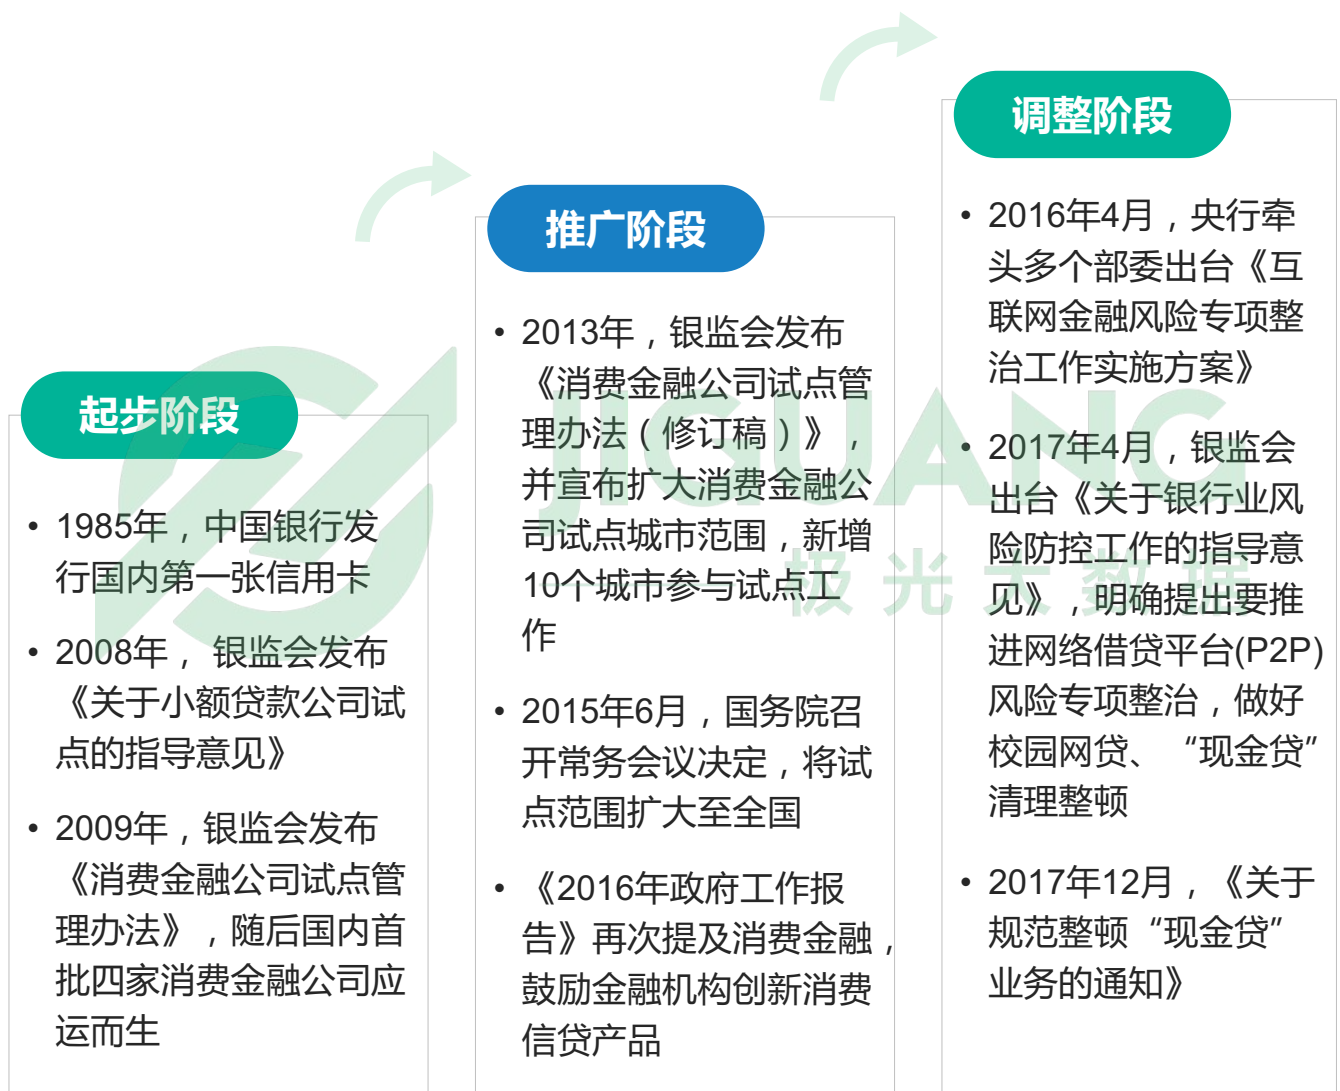 起步阶段
• 1985年，中国银行发
行国内第一张信用卡
• 2008年， 银监会发布
《关于小额贷款公司试
点的指导意见》
• 2009年，银监会发布
《消费金融公司试点管
理办法》，随后国内首
批四家消费金融公司应
运而生
推广阶段
• 2013年，银监会发布
《消费金融公司试点管
理办法（修订稿）》，
并宣布扩大消费金融公
司试点城市范围，新增
10个城市参与试点工
作
• 2015年6月，国务院召
开常务会议决定，将试
点范围扩大至全国
• 《2016年政府工作报
告》再次提及消费金融，
鼓励金融机构创新消费
信贷产品
调整阶段
• 2016年4月，央行牵
头多个部委出台《互
联网金融风险专项整
治工作实施方案》
• 2017年4月，银监会
出台《关于银行业风
险防控工作的指导意
见》，明确提出要推
进网络借贷平台(P2P)
风险专项整治，做好
校园网贷、“现金贷”
清理整顿
• 2017年12月，《关于
规范整顿“现金贷”
业务的通知》
JIGUANG
极光大数据